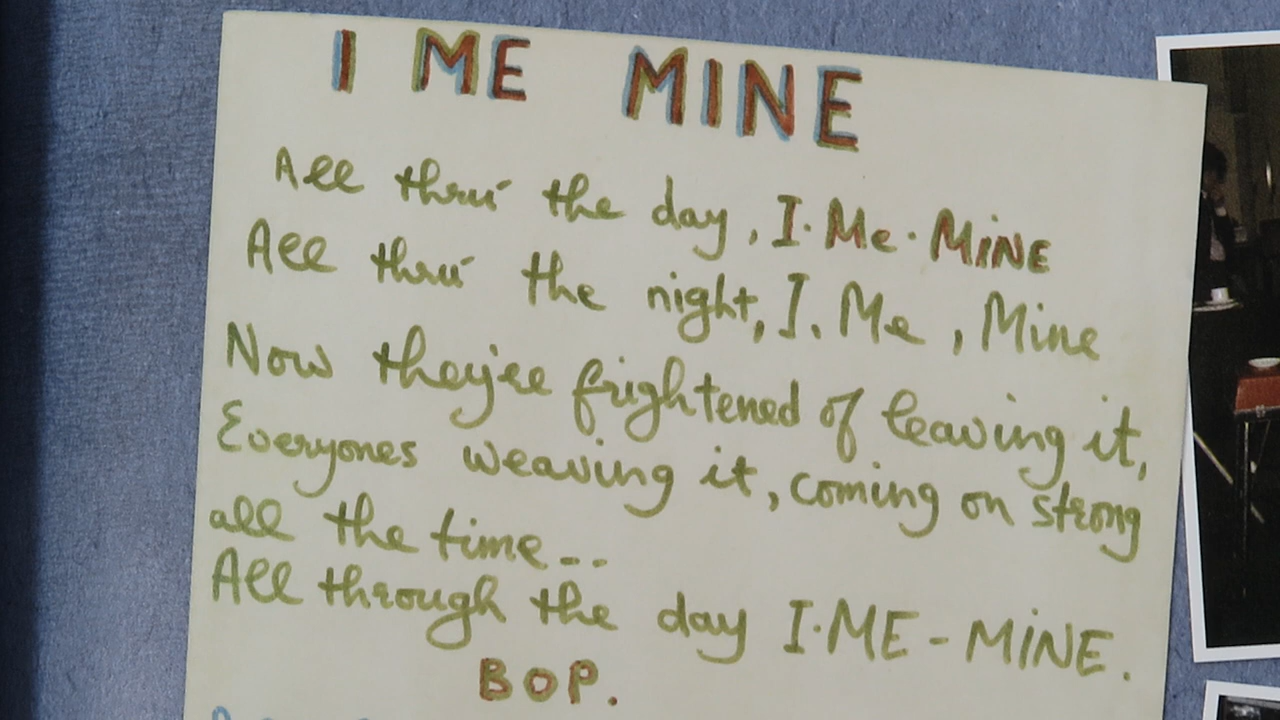 I ME MINE
All thru' the day, I. Me. MINE
All thru' the night, I. Me, Mine
Now they're frightened of leaving it,
Everyones weaving it, coming on strong
all the time--
All through the day I.ME - MINE.
BOP.